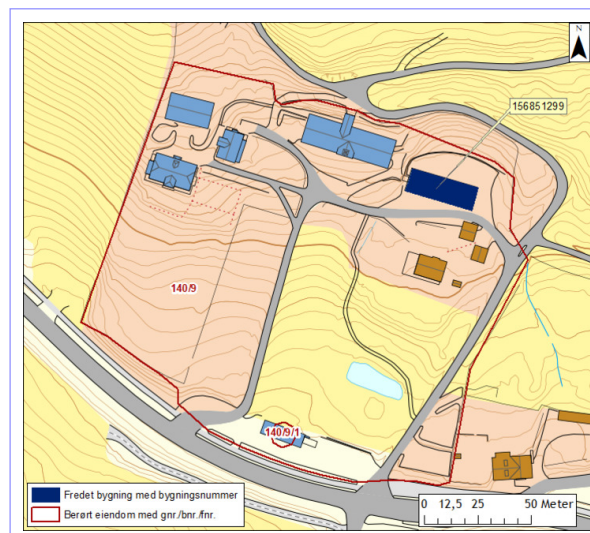 N
156851299
140/9
140/9/1
Fredet bygning med bygningsnummer
Berørt eiendom med gnr./bnr./fnr.
0 12,5 25 50 Meter